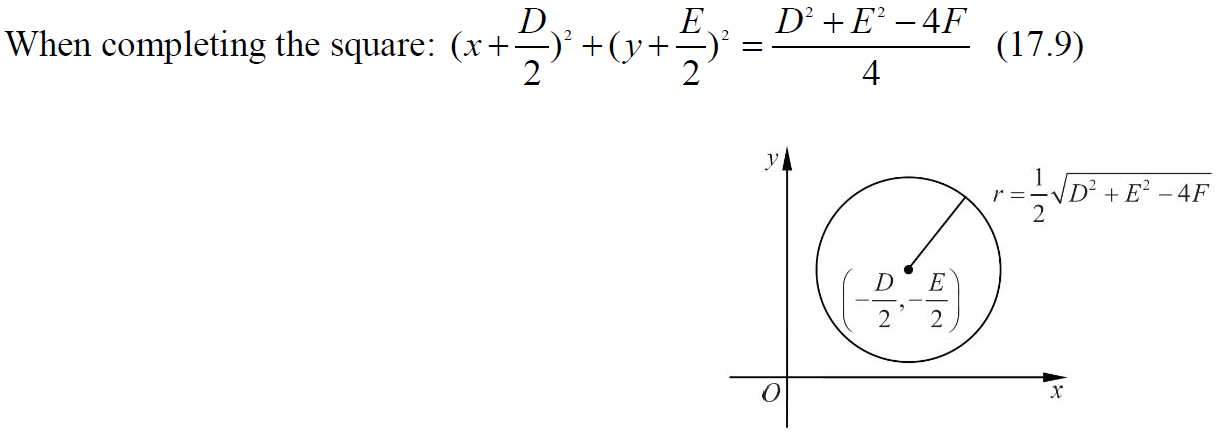 When completing the square: (x+D/2)² +(y+E/2)² = (D² + E² − 4F)/4 (17.9)
y
r = 1/2 √(D² + E² − 4F)
(−D/2, −E/2)
O
x